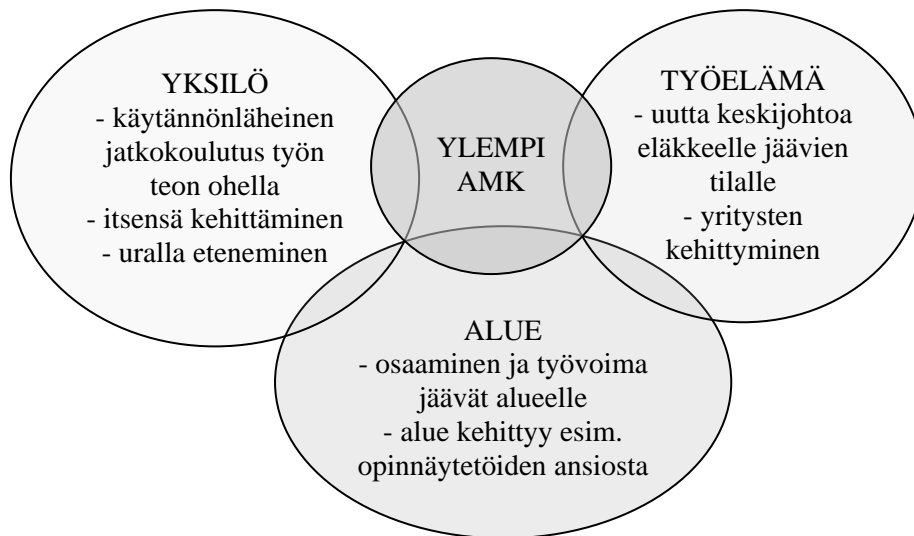 YKSILÖ
- käytännönläheinen
jatkokoulutus työn
teon ohella
- itsensä kehittäminen
- uralla eteneminen
YLEMPI
AMK
TYÖELÄMÄ
- uutta keskijohtoa
eläkkeelle jäävien
tilalle
- yritysten
kehittyminen
ALUE
- osaaminen ja työvoima
jäävät alueelle
- alue kehittyy esim.
opinnäytetöiden ansiosta